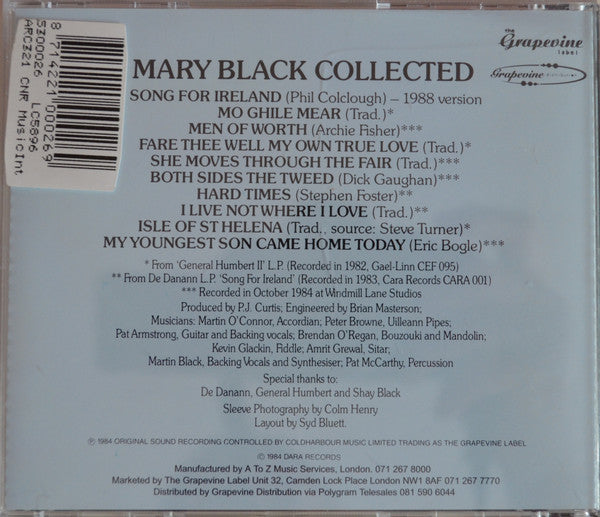 8 714221 000269
5300026 LC5896
ARC321 CNR MusicInt
the
Grapevine
label
Grapevine
MARY BLACK COLLECTED
SONG FOR IRELAND (Phil Colclough) – 1988 version
MO GHILE MEAR (Trad.)*
MEN OF WORTH (Archie Fisher)***
FARE THEE WELL MY OWN TRUE LOVE (Trad.)*
SHE MOVES THROUGH THE FAIR (Trad.)***
BOTH SIDES THE TWEED (Dick Gaughan)***
HARD TIMES (Stephen Foster)**
I LIVE NOT WHERE I LOVE (Trad.)**
ISLE OF ST HELENA (Trad., source: Steve Turner)*
MY YOUNGEST SON CAME HOME TODAY (Eric Bogle)***
* From 'General Humbert II' L.P. (Recorded in 1982, Gael-Linn CEF 095)
** From De Danann L.P. 'Song For Ireland' (Recorded in 1983, Cara Records CARA 001)
*** Recorded in October 1984 at Windmill Lane Studios
Produced by P.J. Curtis; Engineered by Brian Masterson;
Musicians: Martin O'Connor, Accordian; Peter Browne, Uilleann Pipes;
Pat Armstrong, Guitar and Backing vocals; Brendan O'Regan, Bouzouki and Mandolin;
Kevin Glackin, Fiddle; Amrit Grewal, Sitar;
Martin Black, Backing Vocals and Synthesiser; Pat McCarthy, Percussion
Special thanks to:
De Danann, General Humbert and Shay Black
Sleeve Photography by Colm Henry
Layout by Syd Bluett.
℗ 1984 ORIGINAL SOUND RECORDING CONTROLLED BY COLDHARBOUR MUSIC LIMITED TRADING AS THE GRAPEVINE LABEL
© 1984 DARA RECORDS
Manufactured by A To Z Music Services, London. 071 267 8000
Marketed by The Grapevine Label Unit 32, Camden Lock Place London NW1 8AF 071 267 7770
Distributed by Grapevine Distribution via Polygram Telesales 081 590 6044